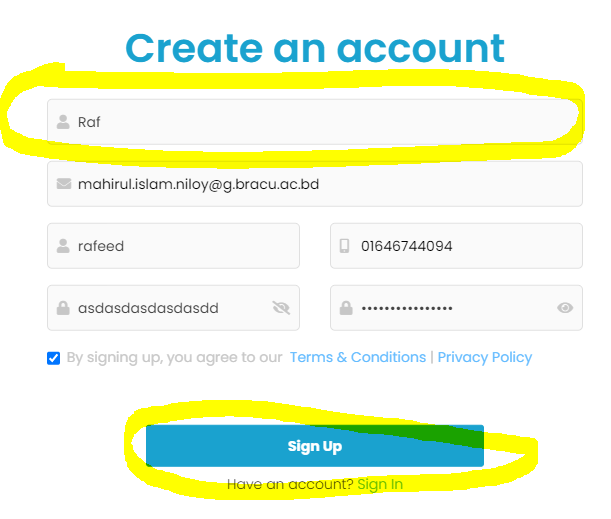 Create an account
Raf
mahirul.islam.niloy@g.bracu.ac.bd
rafeed 01646744094
asdasdasdasdasdd ••••••••••••••••
By signing up, you agree to our Terms & Conditions | Privacy Policy
Sign Up
Have an account? Sign In